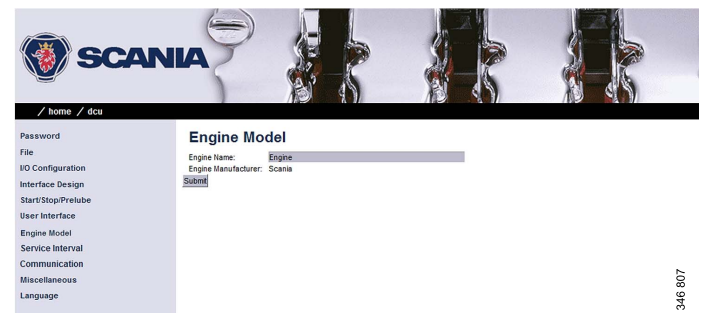 SCANIA
/ home / dcu
Password
File
I/O Configuration
Interface Design
Start/Stop/Prelube
User Interface
Engine Model
Service Interval
Communication
Miscellaneous
Language
Engine Model
Engine Name: Engine
Engine Manufacturer: Scania
Submit
346 807